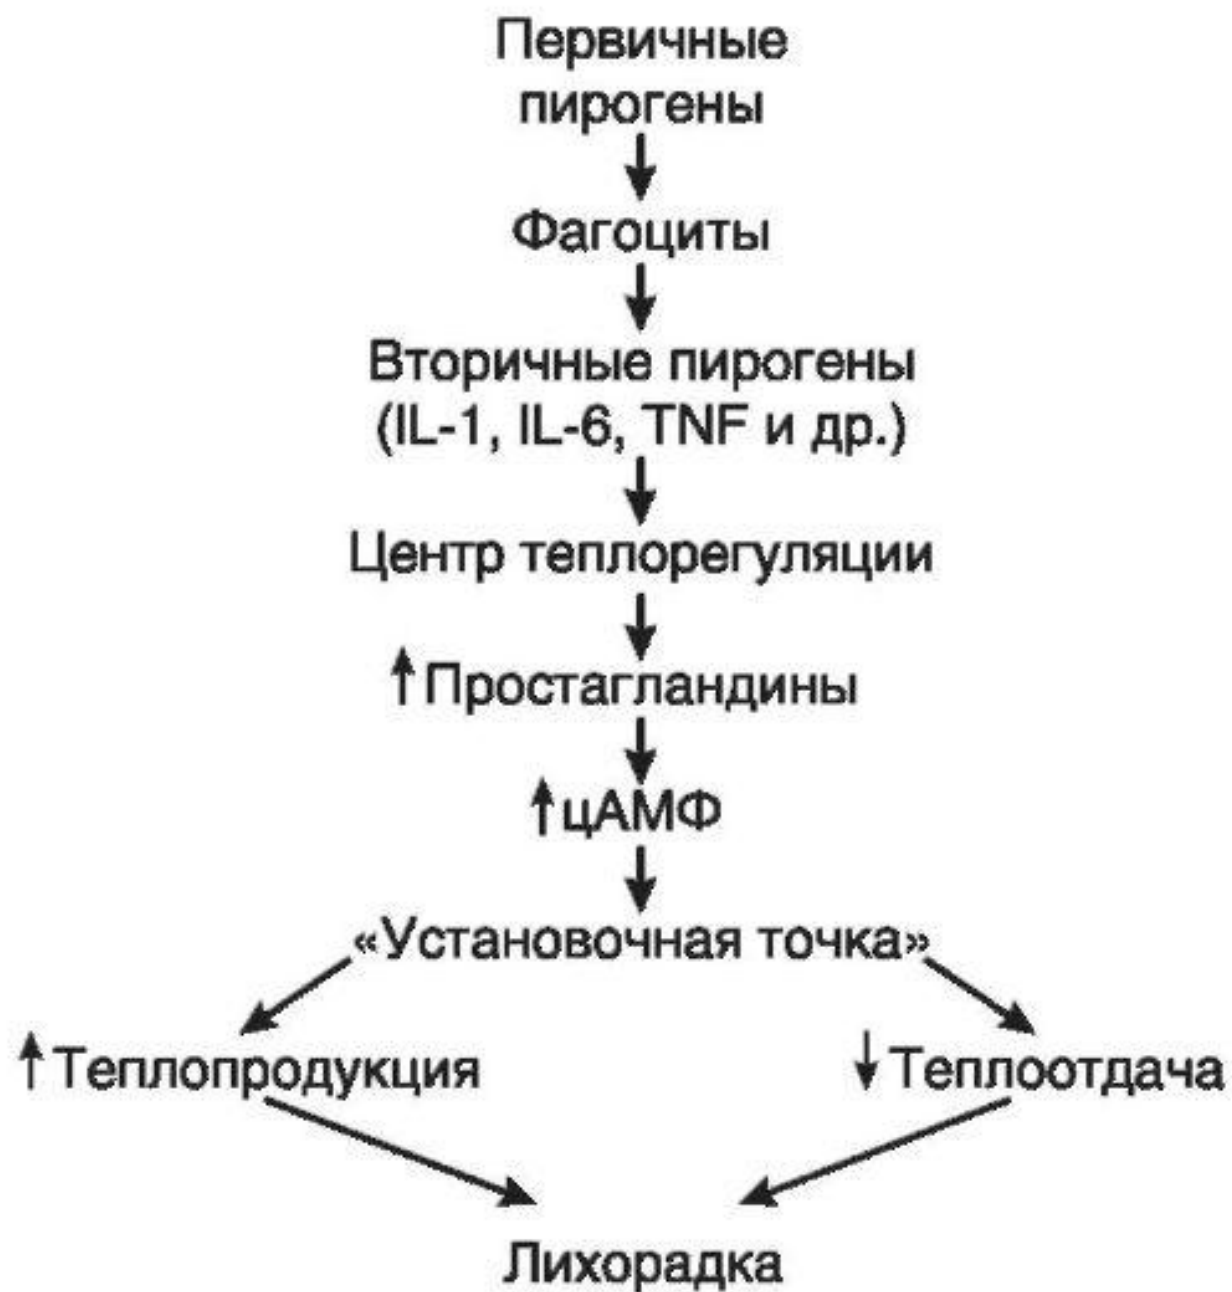 Первичные
пирогены
Фагоциты
Вторичные пирогены
(IL-1, IL-6, TNF и др.)
Центр теплорегуляции
↑Простагландины
↑цАМФ
«Установочная точка»
↑Теплопродукция ↓Теплоотдача
Лихорадка